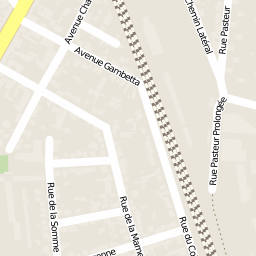 Avenue Cha
Chemin Latéral
Rue Pasteur
Avenue Gambetta
Rue Pasteur Prolongée
Rue de la Somme
Rue de la Marne
Rue du Co
onne